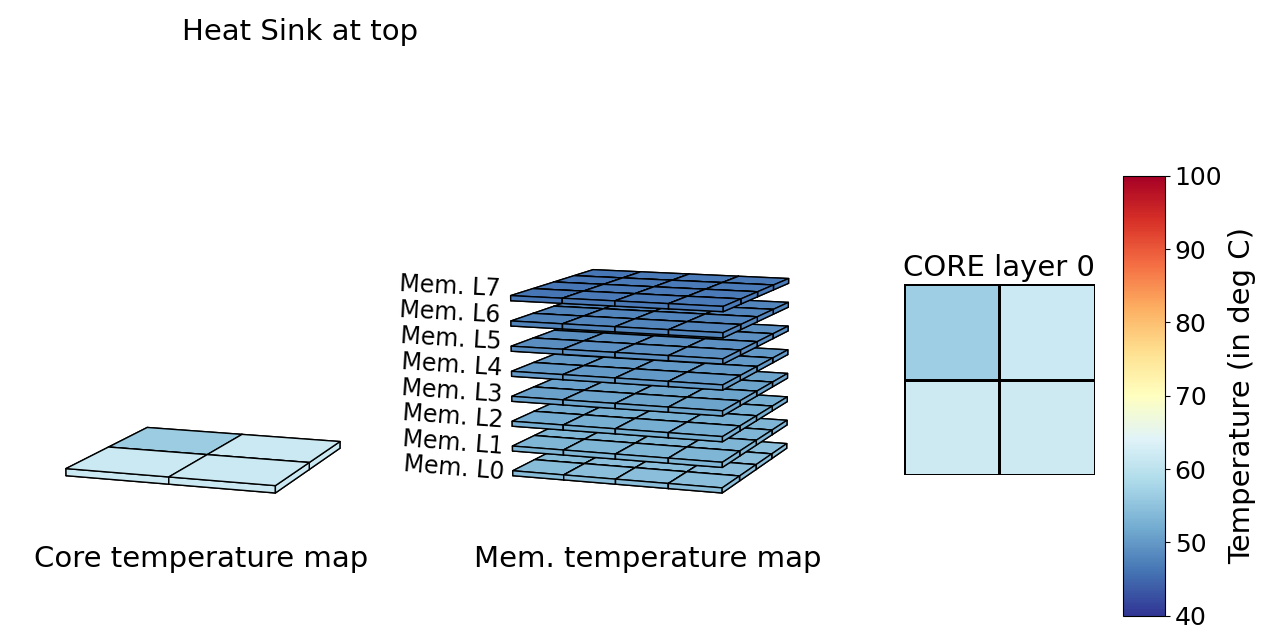 Heat Sink at top
Mem. L7
Mem. L6
Mem. L5
Mem. L4
Mem. L3
Mem. L2
Mem. L1
Mem. L0
Core temperature map
Mem. temperature map
CORE layer 0
100
90
80
70
60
50
40
Temperature (in deg C)